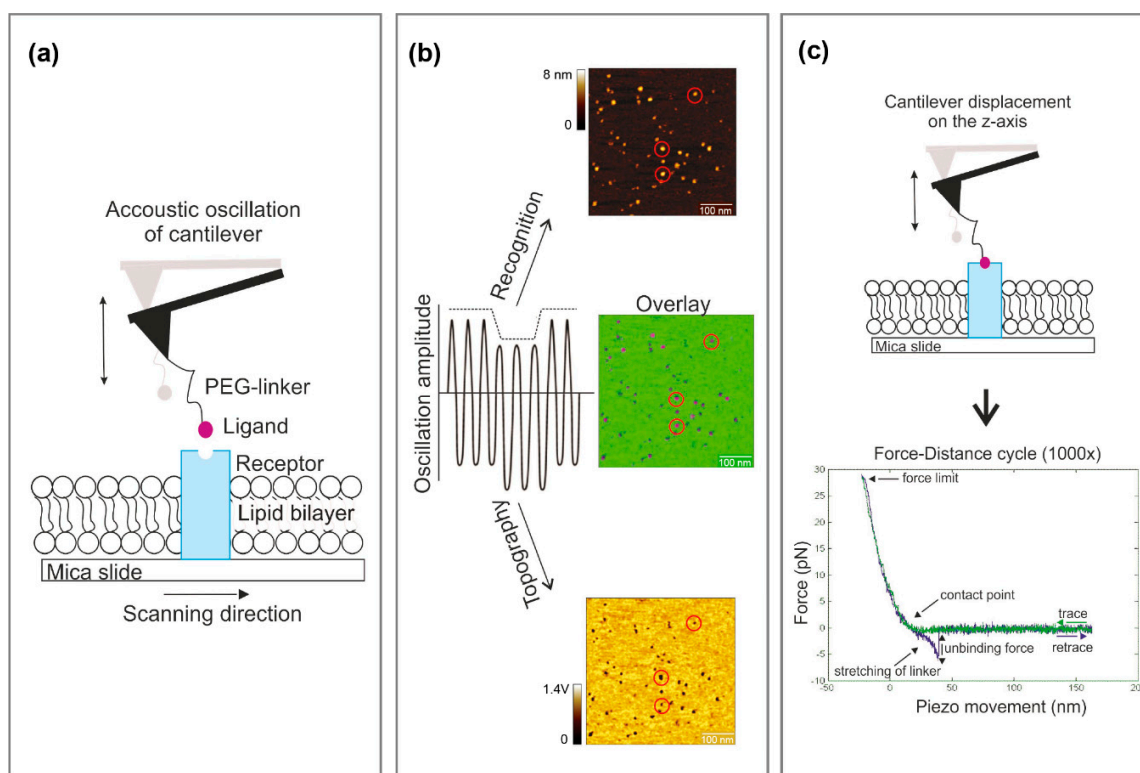 (a)
Accoustic oscillation
of cantilever
PEG-linker
Ligand
Receptor
Lipid bilayer
Mica slide
Scanning direction
(b)
8 nm
0
100 nm
Recognition
Oscillation amplitude
Overlay
100 nm
Topography
1.4V
0
100 nm
(c)
Cantilever displacement
on the z-axis
Mica slide
Force-Distance cycle (1000x)
30
25
20
15
10
5
0
-5
-10
Force (pN)
force limit
contact point
trace
retrace
unbinding force
stretching of linker
-50 0 50 100 150 200
Piezo movement (nm)